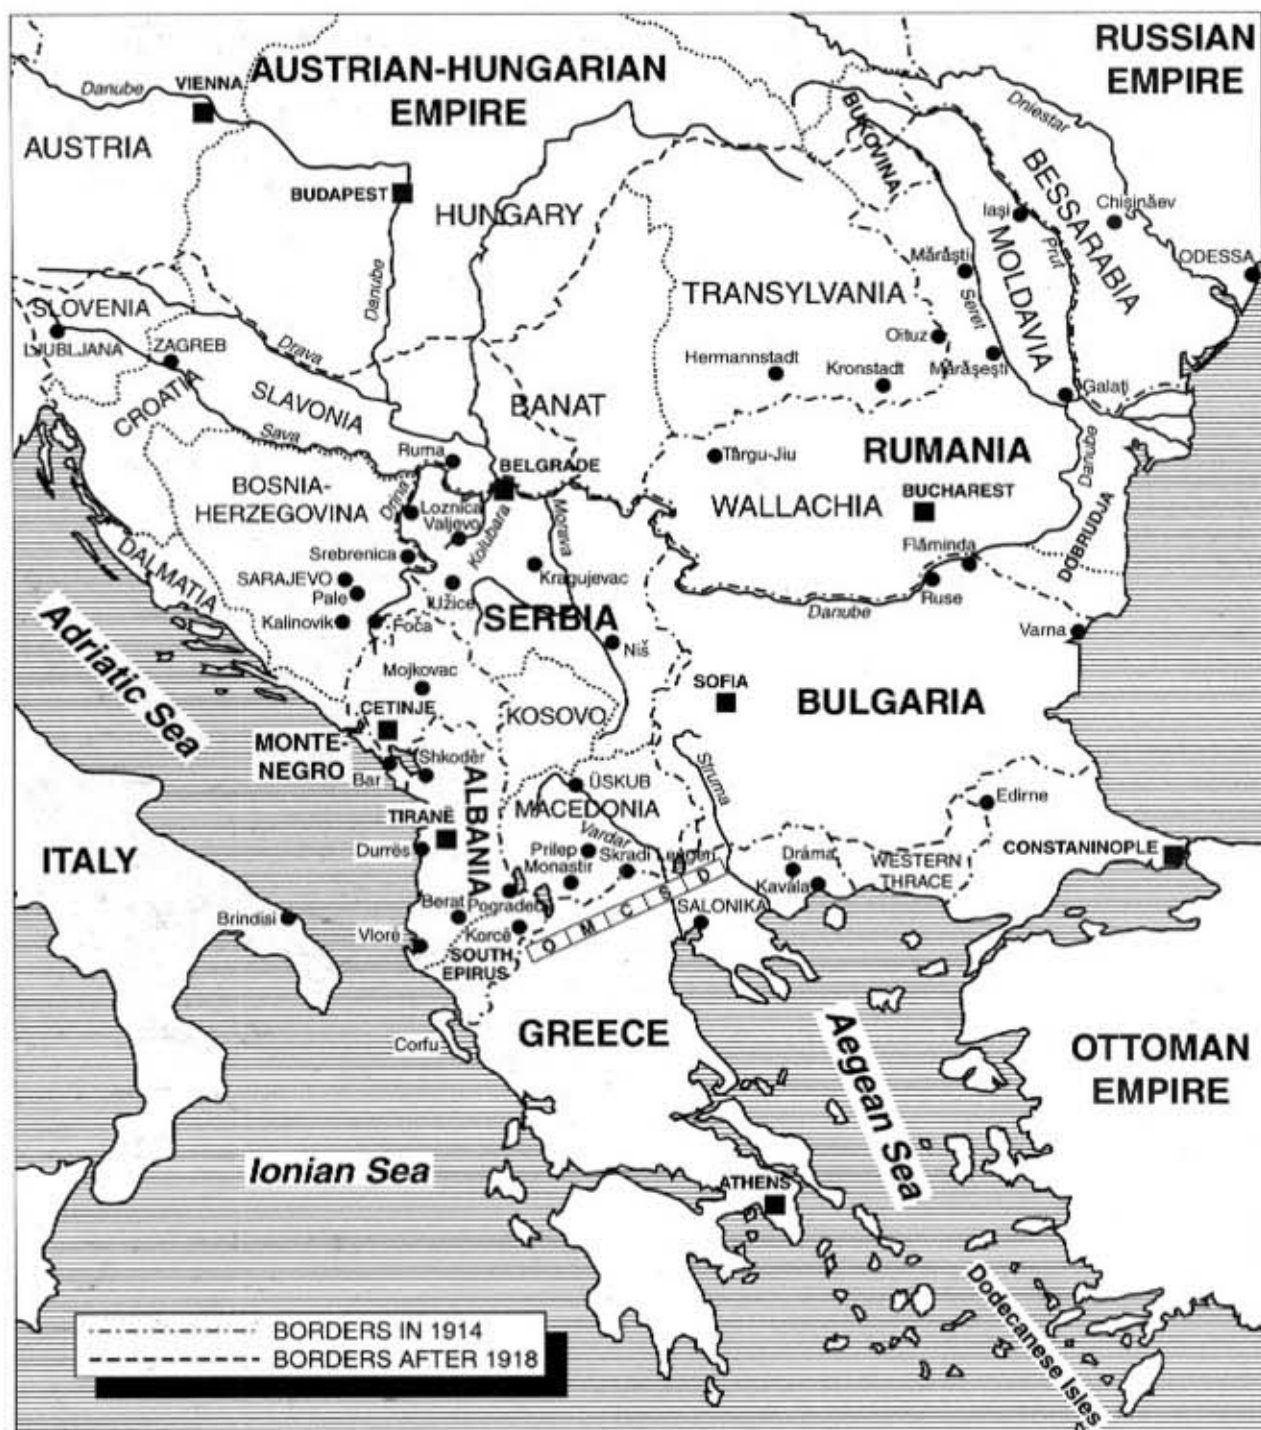 AUSTRIAN-HUNGARIAN
EMPIRE
RUSSIAN
EMPIRE
Danube
VIENNA
AUSTRIA
BUDAPEST
HUNGARY
Danube
BUKOVINA
Dniestar
BESSARABIA
Iaşi
Chişinăev
Prut
MOLDAVIA
ODESSA
Mărăşti
Seret
TRANSYLVANIA
Oituz
Mărăşeşti
Hermannstadt
Kronstadt
Galaţi
SLOVENIA
LJUBLJANA
ZAGREB
Drava
CROATIA
SLAVONIA
Sava
BANAT
Ruma
BELGRADE
Târgu-Jiu
RUMANIA
WALLACHIA
BUCHAREST
Danube
DOBRUDJA
BOSNIA-
HERZEGOVINA
Drina
Loznica
Valjevo
Kolubara
Morava
Srebrenica
DALMATIA
SARAJEVO
Pale
Kragujevac
Flăminda
Užice
SERBIA
Danube
Ruse
Kalinovik
Foča
Niš
Varna
Adriatic Sea
Mojkovac
SOFIA
BULGARIA
CETINJE
KOSOVO
MONTE-
NEGRO
Bar
Shkodër
ALBANIA
ÜSKUB
Struma
MACEDONIA
Edirne
TIRANË
Vardar
CONSTANINOPLE
ITALY
Durrës
Prilep
Monastir
Skradi Leegen
Dráma
WESTERN
THRACE
Kavála
Brindisi
Berat
Pogradec
O M C S D
SALONIKA
Vlorë
Korcë
SOUTH
EPIRUS
GREECE
Corfu
Aegean Sea
OTTOMAN
EMPIRE
Ionian Sea
ATHENS
Dodecanese Isles
BORDERS IN 1914
BORDERS AFTER 1918